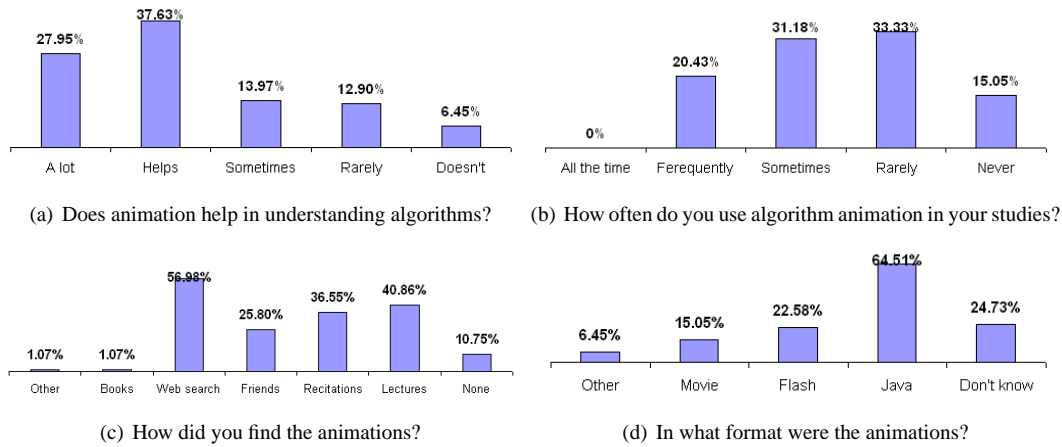 37.63%
27.95%
13.97%
12.90%
6.45%
A lot Helps Sometimes Rarely Doesn't
(a) Does animation help in understanding algorithms?
33.33%
31.18%
20.43%
15.05%
0%
All the time Ferequently Sometimes Rarely Never
(b) How often do you use algorithm animation in your studies?
56.98%
40.86%
36.55%
25.80%
10.75%
1.07% 1.07%
Other Books Web search Friends Recitations Lectures None
(c) How did you find the animations?
64.51%
24.73%
22.58%
15.05%
6.45%
Other Movie Flash Java Don't know
(d) In what format were the animations?